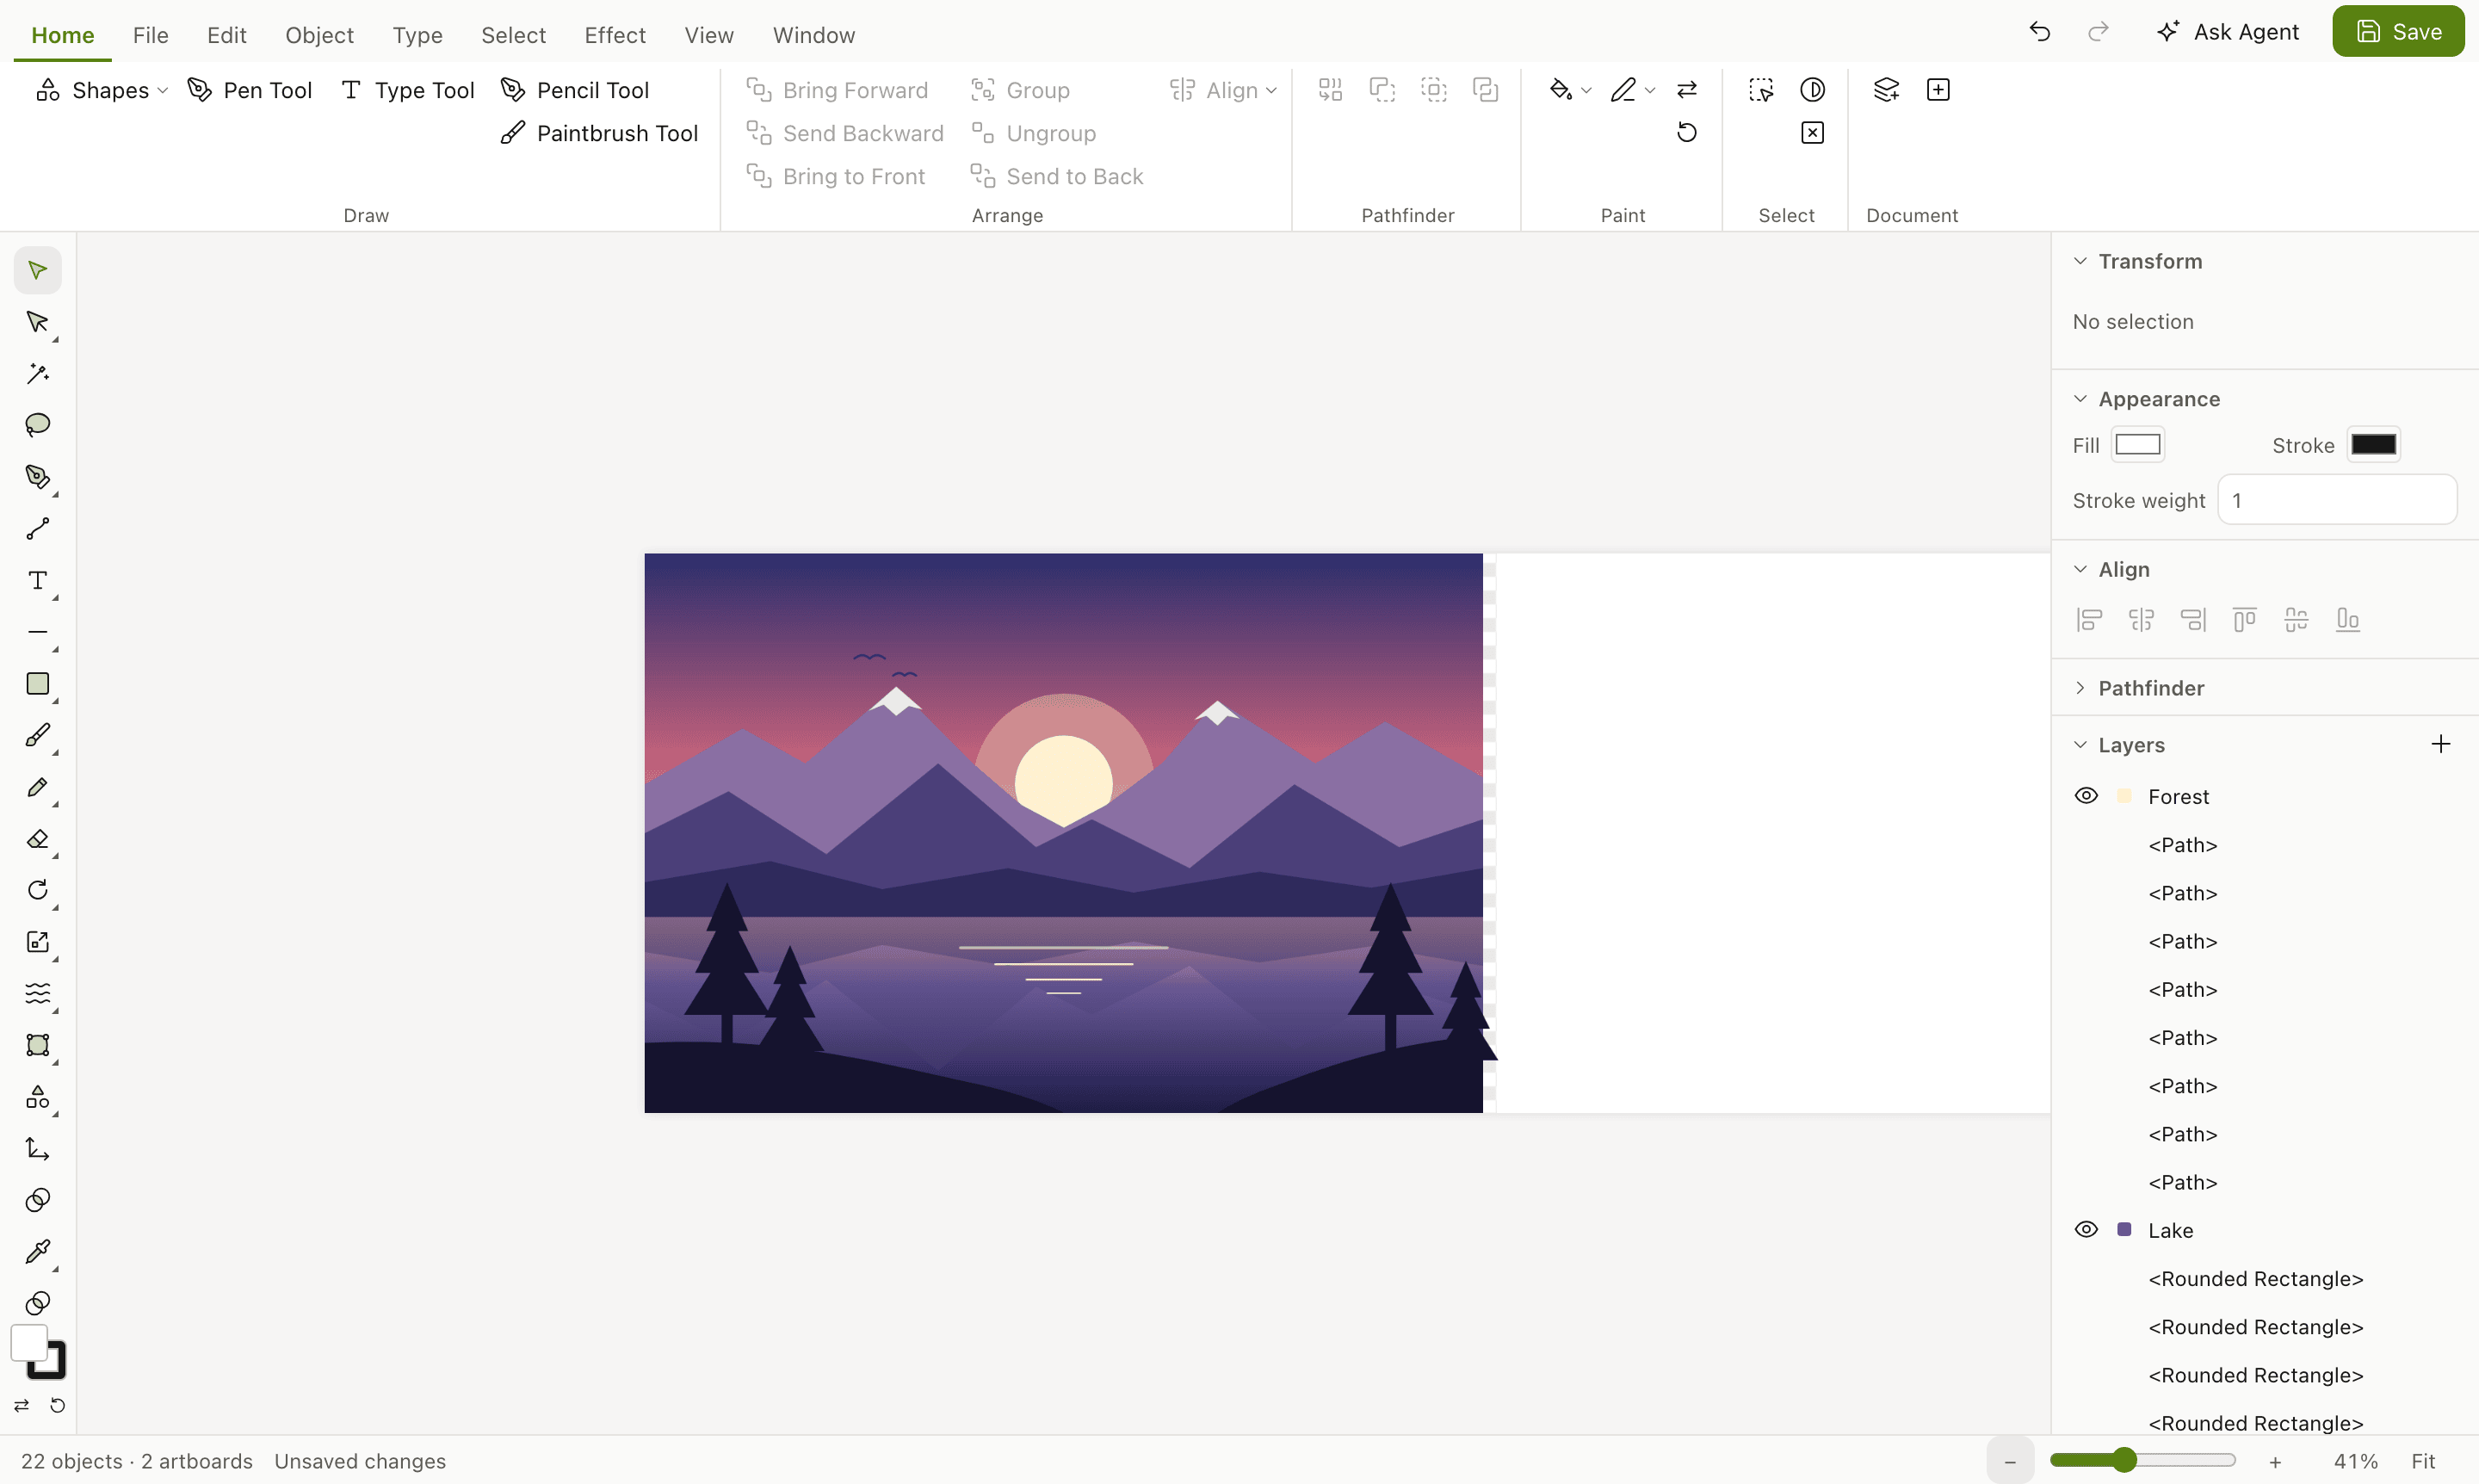 Home File Edit Object Type Select Effect View Window Ask Agent Save
Shapes Pen Tool Type Tool Pencil Tool
Paintbrush Tool
Draw
Bring Forward Group Align
Send Backward Ungroup
Bring to Front Send to Back
Arrange
Pathfinder
Paint
Select
Document
Transform
No selection
Appearance
Fill Stroke
Stroke weight 1
Align
Pathfinder
Layers
Forest
<Path>
<Path>
<Path>
<Path>
<Path>
<Path>
<Path>
<Path>
Lake
<Rounded Rectangle>
<Rounded Rectangle>
<Rounded Rectangle>
<Rounded Rectangle>
22 objects · 2 artboards Unsaved changes
41% Fit